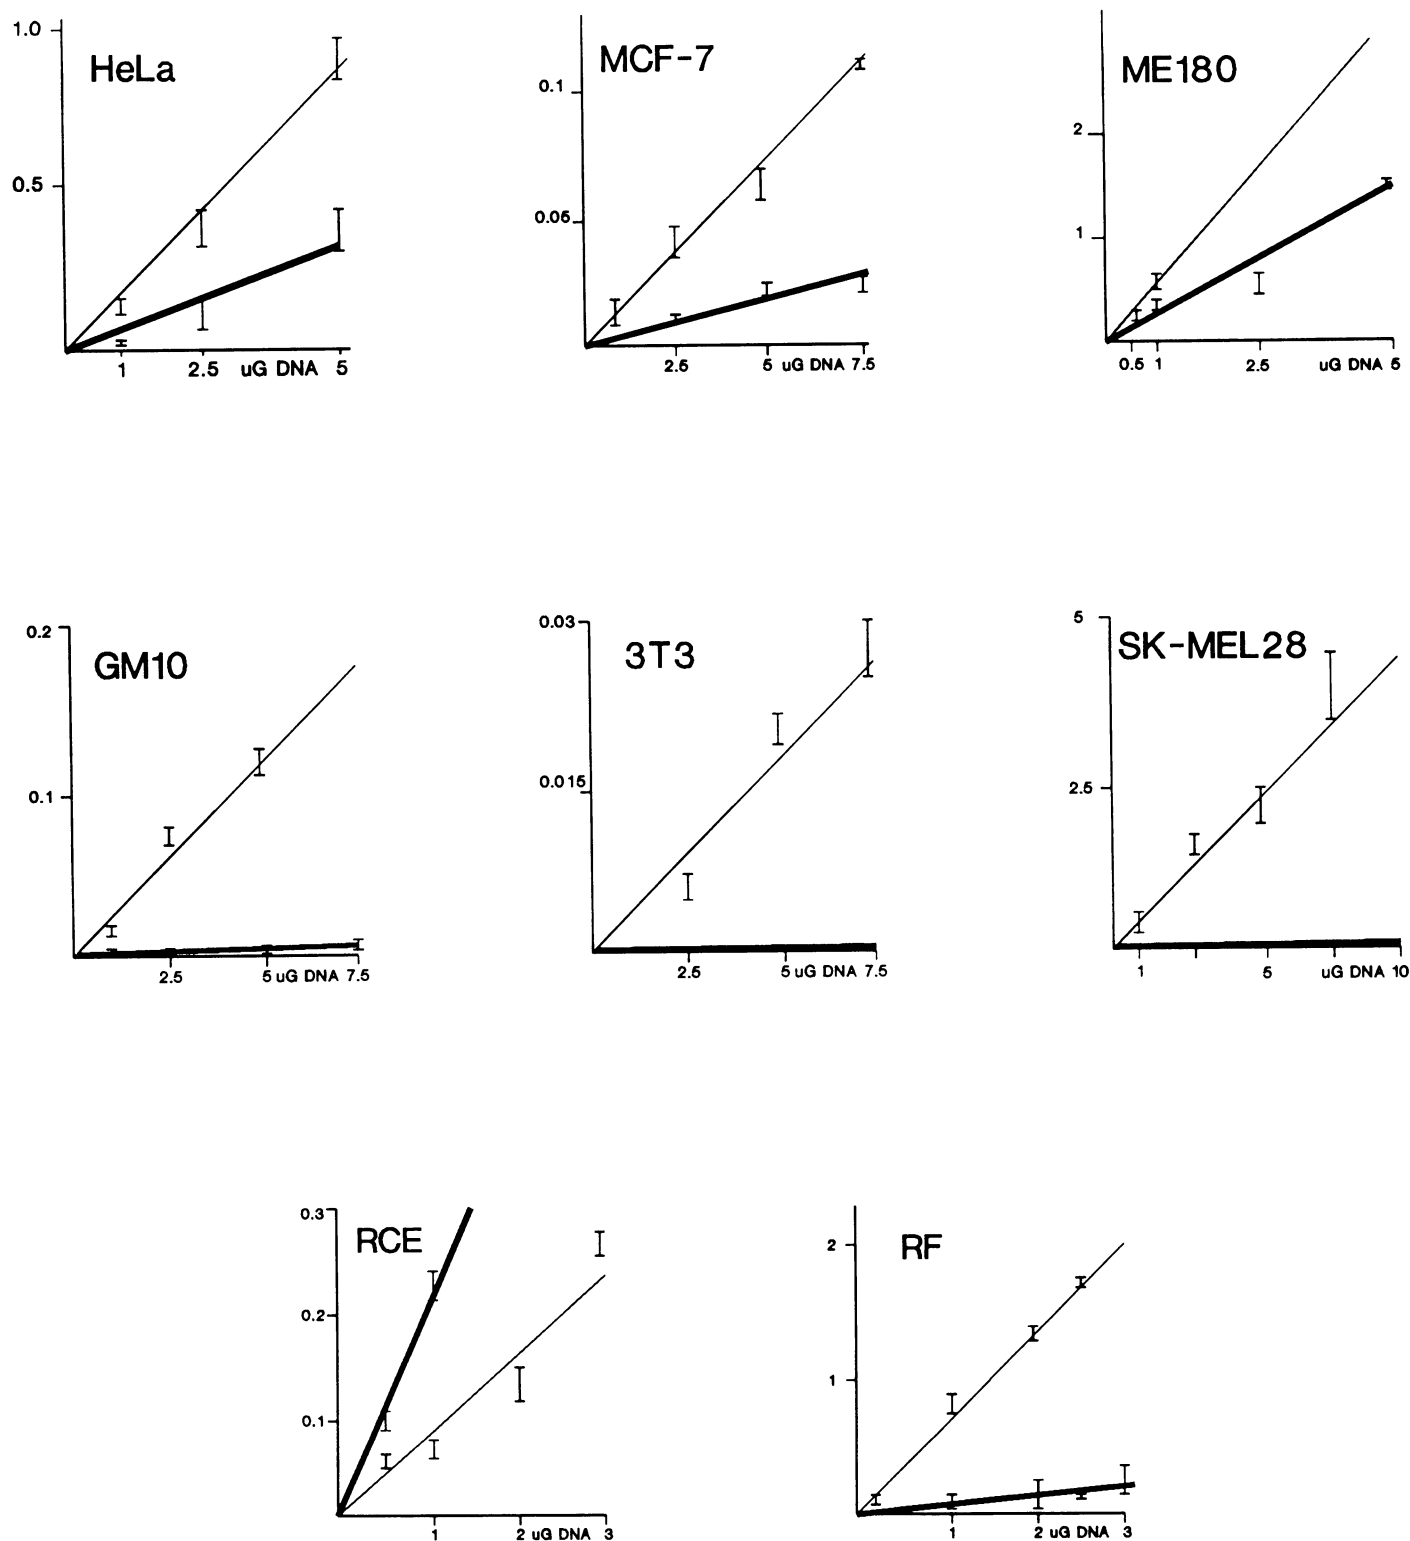 HeLa
1.0
0.5
1 2.5 uG DNA 5
MCF-7
0.1
0.05
2.5 5 uG DNA 7.5
ME180
2
1
0.5 1 2.5 uG DNA 5
GM10
0.2
0.1
2.5 5 uG DNA 7.5
3T3
0.03
0.015
2.5 5 uG DNA 7.5
SK-MEL28
5
2.5
1 5 uG DNA 10
RCE
0.3
0.2
0.1
1 2 uG DNA 3
RF
2
1
1 2 uG DNA 3